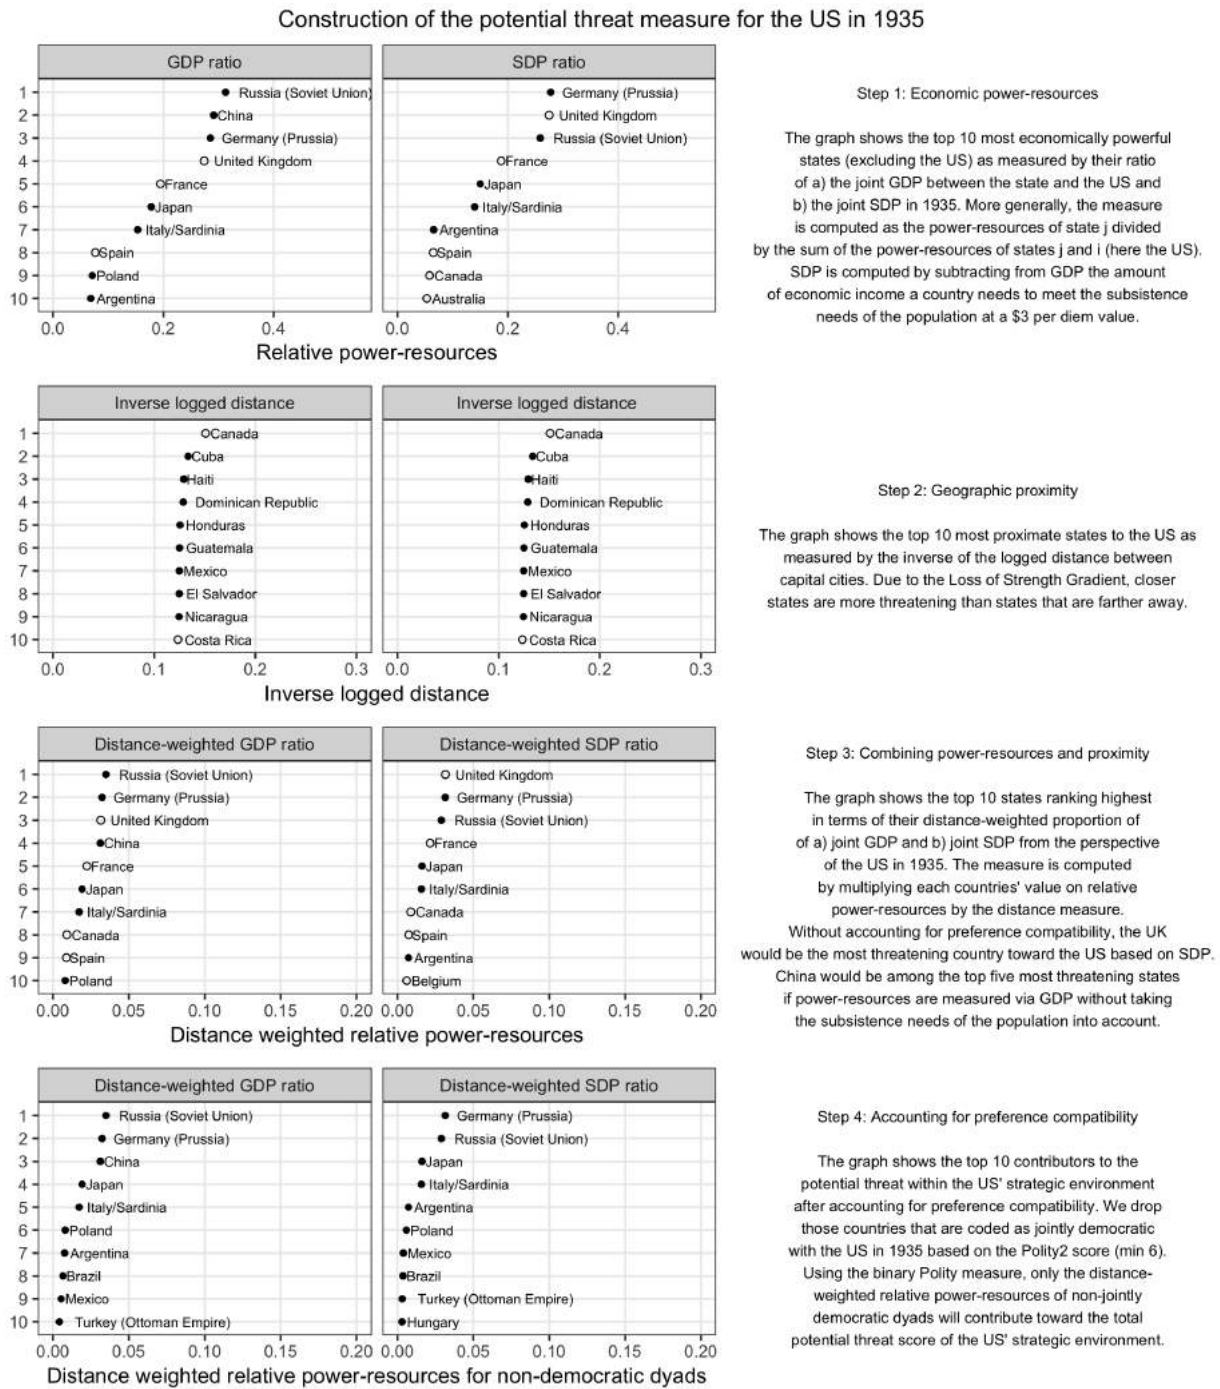 Construction of the potential threat measure for the US in 1935
GDP ratio
SDP ratio
1
2
3
4
5
6
7
8
9
10
Russia (Soviet Union)
China
Germany (Prussia)
United Kingdom
France
Japan
Italy/Sardinia
Spain
Poland
Argentina
Germany (Prussia)
United Kingdom
Russia (Soviet Union)
France
Japan
Italy/Sardinia
Argentina
Spain
Canada
Australia
0.0 0.2 0.4
0.0 0.2 0.4
Relative power-resources
Step 1: Economic power-resources
The graph shows the top 10 most economically powerful
states (excluding the US) as measured by their ratio
of a) the joint GDP between the state and the US and
b) the joint SDP in 1935. More generally, the measure
is computed as the power-resources of state j divided
by the sum of the power-resources of states j and i (here the US).
SDP is computed by subtracting from GDP the amount
of economic income a country needs to meet the subsistence
needs of the population at a $3 per diem value.
Inverse logged distance
Inverse logged distance
1
2
3
4
5
6
7
8
9
10
Canada
Cuba
Haiti
Dominican Republic
Honduras
Guatemala
Mexico
El Salvador
Nicaragua
Costa Rica
Canada
Cuba
Haiti
Dominican Republic
Honduras
Guatemala
Mexico
El Salvador
Nicaragua
Costa Rica
0.0 0.1 0.2 0.3
0.0 0.1 0.2 0.3
Inverse logged distance
Step 2: Geographic proximity
The graph shows the top 10 most proximate states to the US as
measured by the inverse of the logged distance between
capital cities. Due to the Loss of Strength Gradient, closer
states are more threatening than states that are farther away.
Distance-weighted GDP ratio
Distance-weighted SDP ratio
1
2
3
4
5
6
7
8
9
10
Russia (Soviet Union)
Germany (Prussia)
United Kingdom
China
France
Japan
Italy/Sardinia
Canada
Spain
Poland
United Kingdom
Germany (Prussia)
Russia (Soviet Union)
France
Japan
Italy/Sardinia
Canada
Spain
Argentina
Belgium
0.00 0.05 0.10 0.15 0.20
0.00 0.05 0.10 0.15 0.20
Distance weighted relative power-resources
Step 3: Combining power-resources and proximity
The graph shows the top 10 states ranking highest
in terms of their distance-weighted proportion of
of a) joint GDP and b) joint SDP from the perspective
of the US in 1935. The measure is computed
by multiplying each countries' value on relative
power-resources by the distance measure.
Without accounting for preference compatibility, the UK
would be the most threatening country toward the US based on SDP.
China would be among the top five most threatening states
if power-resources are measured via GDP without taking
the subsistence needs of the population into account.
Distance-weighted GDP ratio
Distance-weighted SDP ratio
1
2
3
4
5
6
7
8
9
10
Russia (Soviet Union)
Germany (Prussia)
China
Japan
Italy/Sardinia
Poland
Argentina
Brazil
Mexico
Turkey (Ottoman Empire)
Germany (Prussia)
Russia (Soviet Union)
Japan
Italy/Sardinia
Argentina
Poland
Mexico
Brazil
Turkey (Ottoman Empire)
Hungary
0.00 0.05 0.10 0.15 0.20
0.00 0.05 0.10 0.15 0.20
Distance weighted relative power-resources for non-democratic dyads
Step 4: Accounting for preference compatibility
The graph shows the top 10 contributors to the
potential threat within the US' strategic environment
after accounting for preference compatibility. We drop
those countries that are coded as jointly democratic
with the US in 1935 based on the Polity2 score (min 6).
Using the binary Polity measure, only the distance-
weighted relative power-resources of non-jointly
democratic dyads will contribute toward the total
potential threat score of the US' strategic environment.